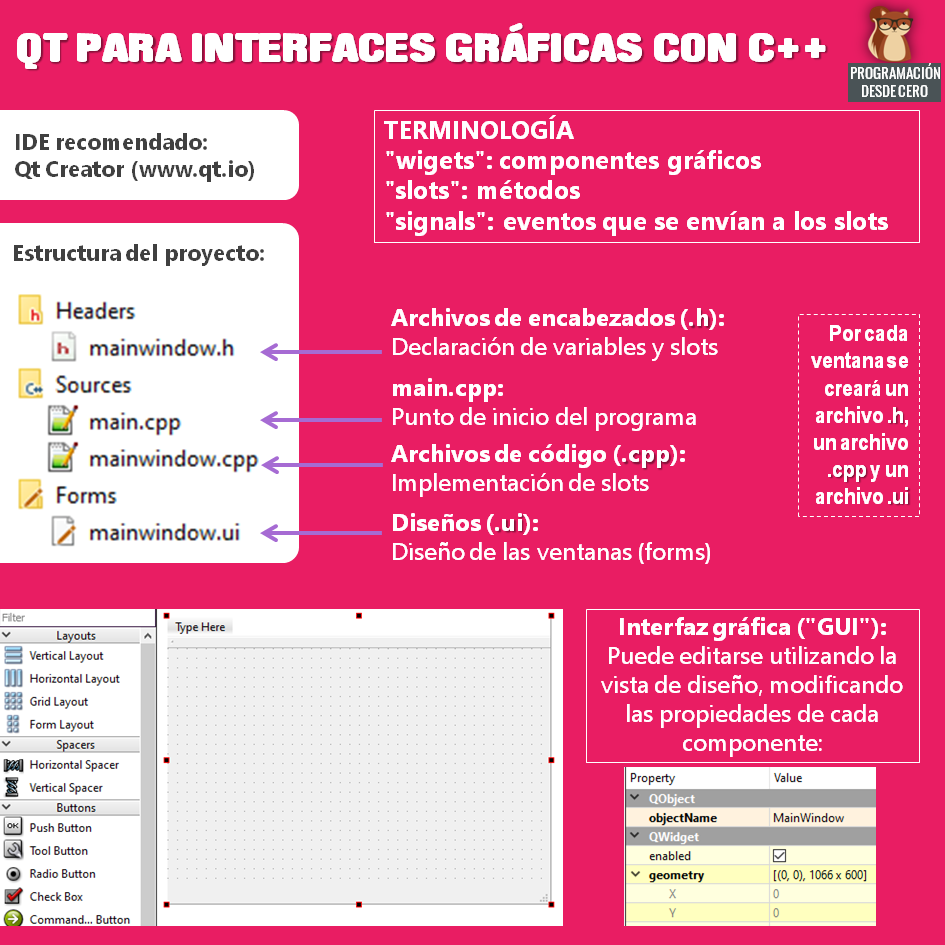 QT PARA INTERFACES GRÁFICAS CON C++
PROGRAMACIÓN
DESDE CERO
IDE recomendado:
Qt Creator (www.qt.io)
TERMINOLOGÍA
"wigets": componentes gráficos
"slots": métodos
"signals": eventos que se envían a los slots
Estructura del proyecto:
h
Headers
h
mainwindow.h
C++
Sources
main.cpp
mainwindow.cpp
Forms
mainwindow.ui
Archivos de encabezados (.h):
Declaración de variables y slots
main.cpp:
Punto de inicio del programa
Archivos de código (.cpp):
Implementación de slots
Diseños (.ui):
Diseño de las ventanas (forms)
Por cada
ventana se
creará un
archivo .h,
un archivo
.cpp y un
archivo .ui
Filter
Layouts
Vertical Layout
Horizontal Layout
Grid Layout
Form Layout
Spacers
Horizontal Spacer
Vertical Spacer
Buttons
OK
Push Button
Tool Button
Radio Button
Check Box
Command... Button
Type Here
Interfaz gráfica ("GUI"):
Puede editarse utilizando la
vista de diseño, modificando
las propiedades de cada
componente:
Property Value
QObject
objectName MainWindow
QWidget
enabled
geometry [(0, 0), 1066 x 600]
X 0
Y 0